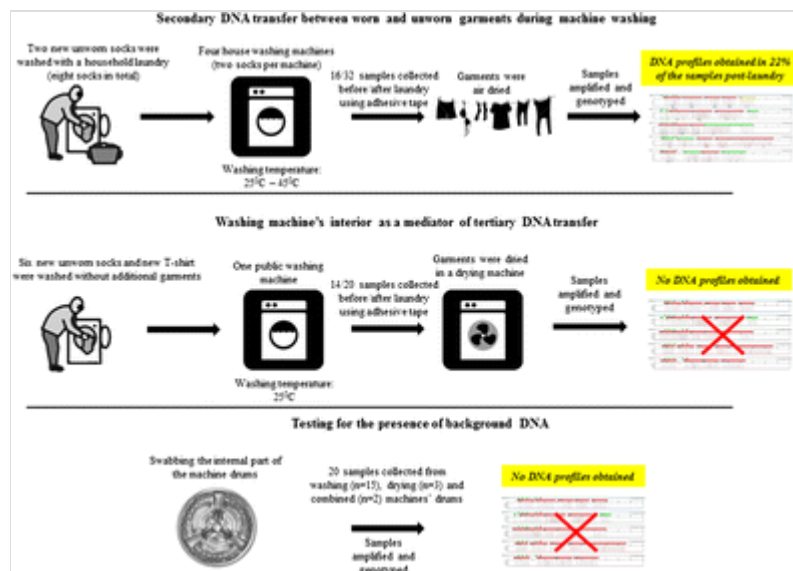 Secondary DNA transfer between worn and unworn garments during machine washing
Two new unworn socks were
washed with a household laundry
(eight socks in total)
Four house washing machines
(two socks per machine)
Washing temperature:
25⁰C – 45⁰C
16/32 samples collected
before after laundry
using adhesive tape
Garments were
air dried
Samples
amplified and
genotyped
DNA profiles obtained in 22%
of the samples post-laundry
Washing machine's interior as a mediator of tertiary DNA transfer
Six new unworn socks and new T-shirt
were washed without additional garments
One public washing
machine
Washing temperature:
25⁰C
14/20 samples collected
before after laundry
using adhesive tape
Garments were dried
in a drying machine
Samples
amplified and
genotyped
No DNA profiles obtained
Testing for the presence of background DNA
Swabbing the internal part of
the machine drums
20 samples collected from
washing (n=15), drying (n=3) and
combined (n=2) machines' drums
Samples
amplified and
genotyped
No DNA profiles obtained